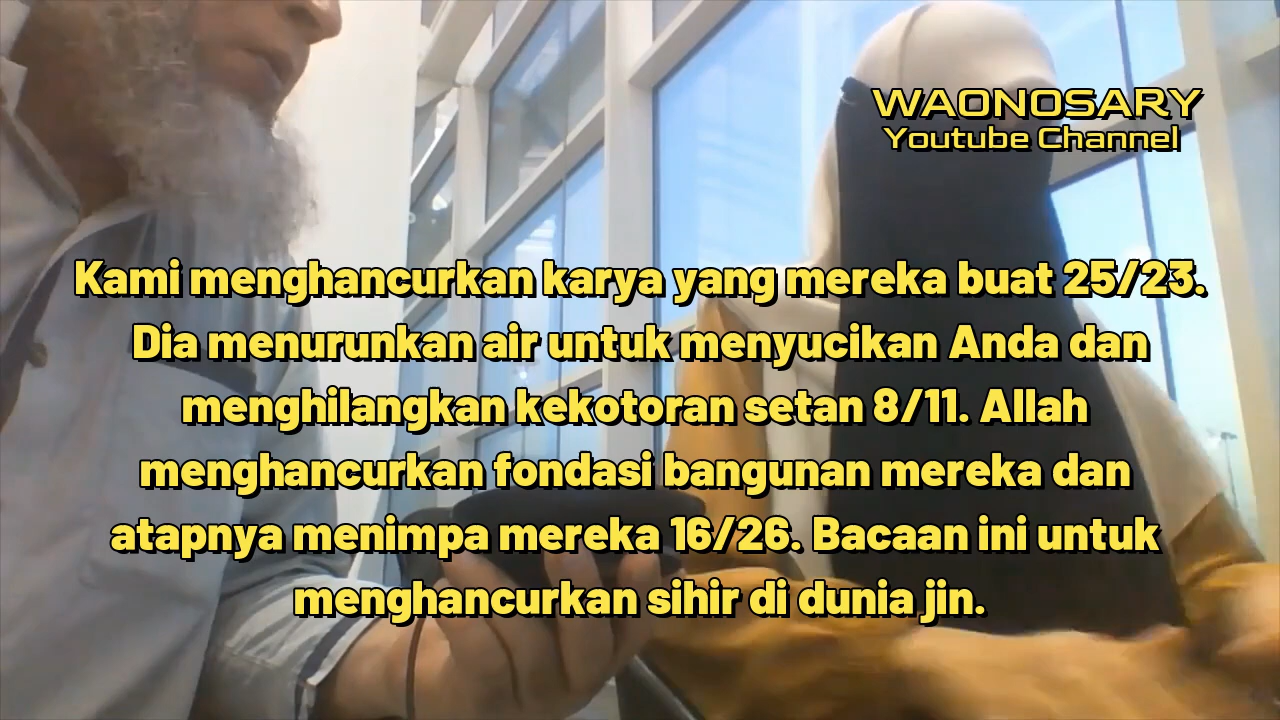 WAONOSARY
Youtube Channel
Kami menghancurkan karya yang mereka buat 25/23.
Dia menurunkan air untuk menyucikan Anda dan
menghilangkan kekotoran setan 8/11. Allah
menghancurkan fondasi bangunan mereka dan
atapnya menimpa mereka 16/26. Bacaan ini untuk
menghancurkan sihir di dunia jin.